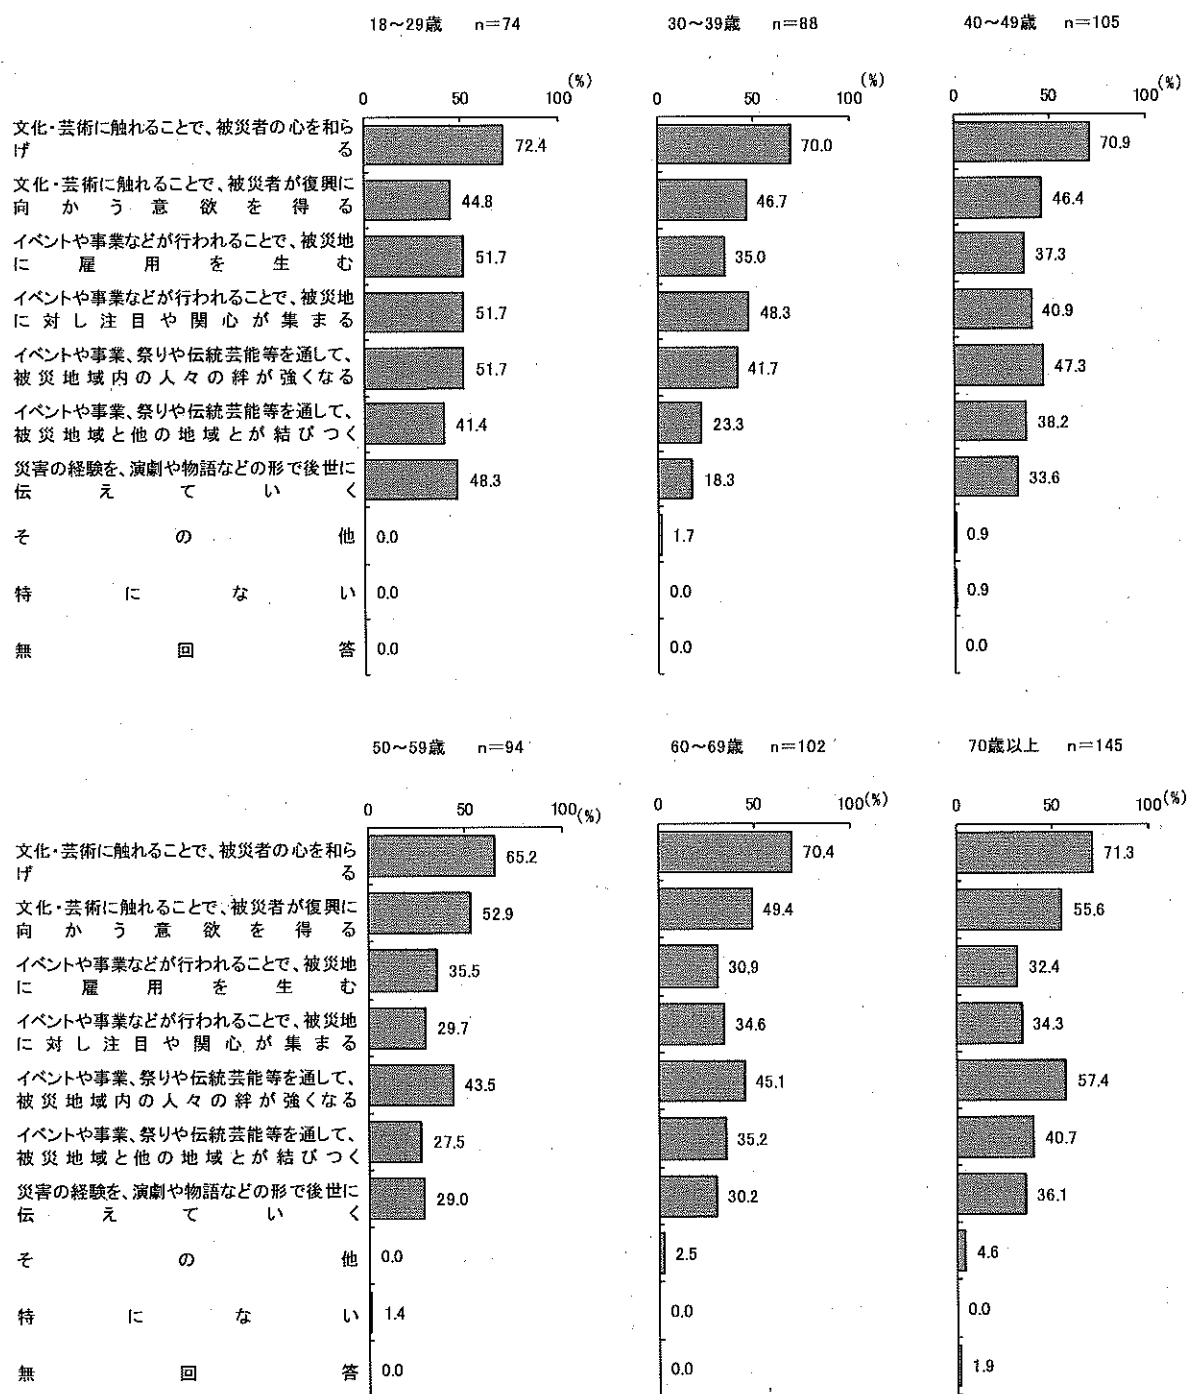 18～29歳 n＝74 30～39歳 n＝88 40～49歳 n＝105
(%) (%) (%)
0 50 100 0 50 100 0 50 100
文化・芸術に触れることで、被災者の心を和ら
げる 72.4 70.0 70.9
文化・芸術に触れることで、被災者が復興に
向かう意欲を得る 44.8 46.7 46.4
イベントや事業などが行われることで、被災地
に雇用を生む 51.7 35.0 37.3
イベントや事業などが行われることで、被災地
に対し注目や関心が集まる 51.7 48.3 40.9
イベントや事業、祭りや伝統芸能等を通して、
被災地域内の人々の絆が強くなる 51.7 41.7 47.3
イベントや事業、祭りや伝統芸能等を通して、
被災地域と他の地域とが結びつく 41.4 23.3 38.2
災害の経験を、演劇や物語などの形で後世に
伝えていく 48.3 18.3 33.6
その他 0.0 1.7 0.9
特にない 0.0 0.0 0.9
無回答 0.0 0.0 0.0
50～59歳 n＝94 60～69歳 n＝102 70歳以上 n＝145
0 50 100(%) 0 50 100(%) 0 50 100(%)
文化・芸術に触れることで、被災者の心を和ら
げる 65.2 70.4 71.3
文化・芸術に触れることで、被災者が復興に
向かう意欲を得る 52.9 49.4 55.6
イベントや事業などが行われることで、被災地
に雇用を生む 35.5 30.9 32.4
イベントや事業などが行われることで、被災地
に対し注目や関心が集まる 29.7 34.6 34.3
イベントや事業、祭りや伝統芸能等を通して、
被災地域内の人々の絆が強くなる 43.5 45.1 57.4
イベントや事業、祭りや伝統芸能等を通して、
被災地域と他の地域とが結びつく 27.5 35.2 40.7
災害の経験を、演劇や物語などの形で後世に
伝えていく 29.0 30.2 36.1
その他 0.0 2.5 4.6
特にない 1.4 0.0 0.0
無回答 0.0 0.0 1.9